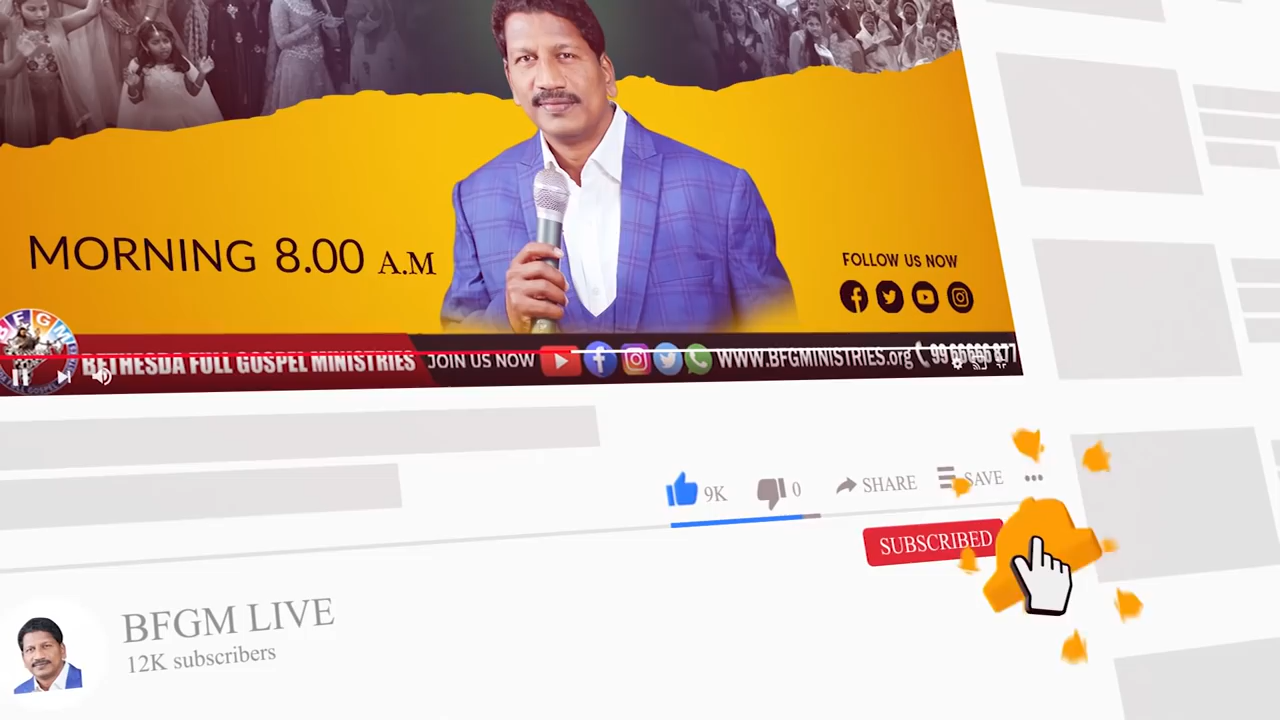 MORNING 8.00 A.M
FOLLOW US NOW
BFGM
BETHESDA FULL GOSPEL MINISTRIES
JOIN US NOW
WWW.BFGMINISTRIES.org
9K
0
SHARE
SAVE
SUBSCRIBED
BFGM LIVE
12K subscribers